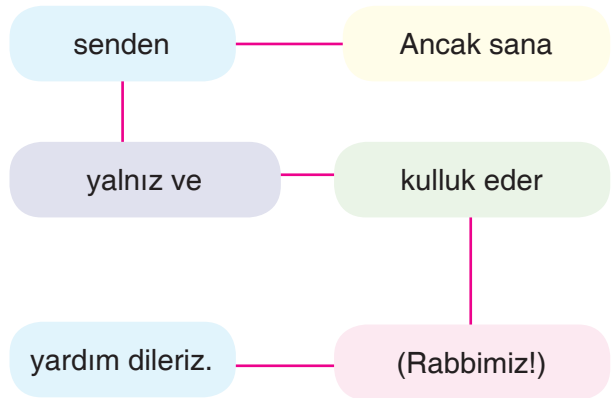 senden
Ancak sana
yalnız ve
kulluk eder
yardım dileriz.
(Rabbimiz!)